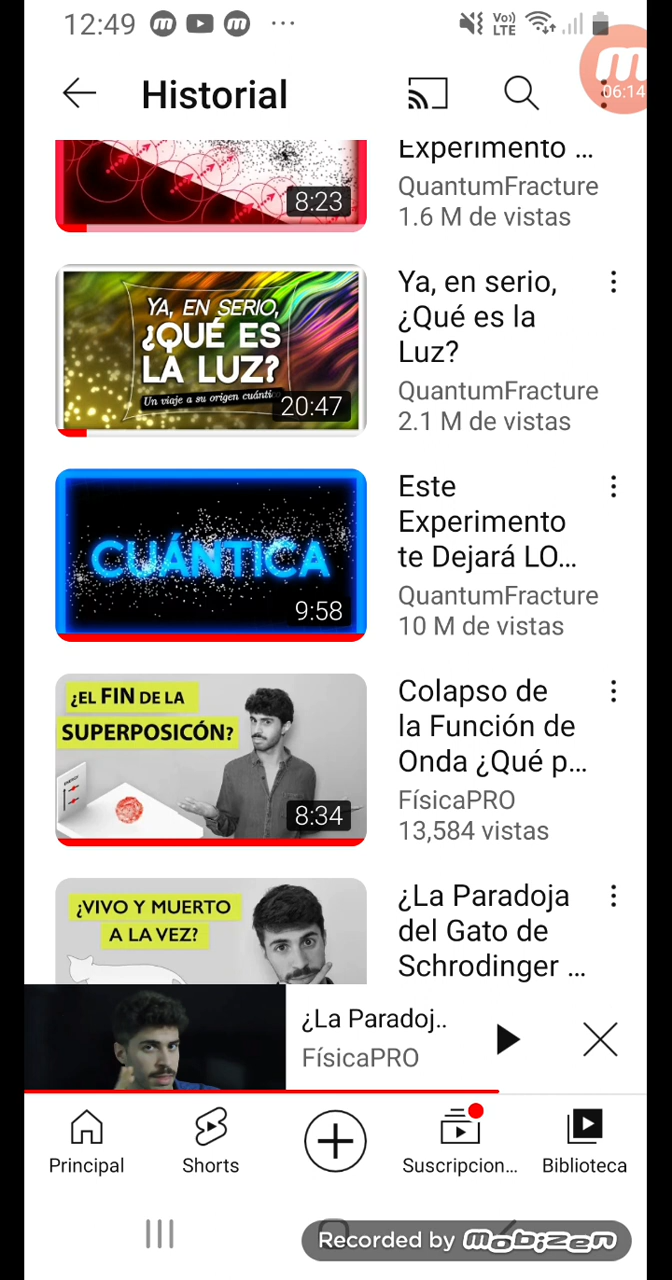 12:49
Vo))
LTE
Historial
06:14
8:23
Experimento ...
QuantumFracture
1.6 M de vistas
YA, EN SERIO,
¿QUÉ ES
LA LUZ?
Un viaje a su origen cuántic
20:47
Ya, en serio,
¿Qué es la
Luz?
QuantumFracture
2.1 M de vistas
CUÁNTICA
9:58
Este
Experimento
te Dejará LO...
QuantumFracture
10 M de vistas
¿EL FIN DE LA
SUPERPOSICÓN?
8:34
Colapso de
la Función de
Onda ¿Qué p...
FísicaPRO
13,584 vistas
¿VIVO Y MUERTO
A LA VEZ?
¿La Paradoja
del Gato de
Schrodinger ...
¿La Paradoj..
FísicaPRO
Principal
Shorts
Suscripcion...
Biblioteca
Recorded by mobizen